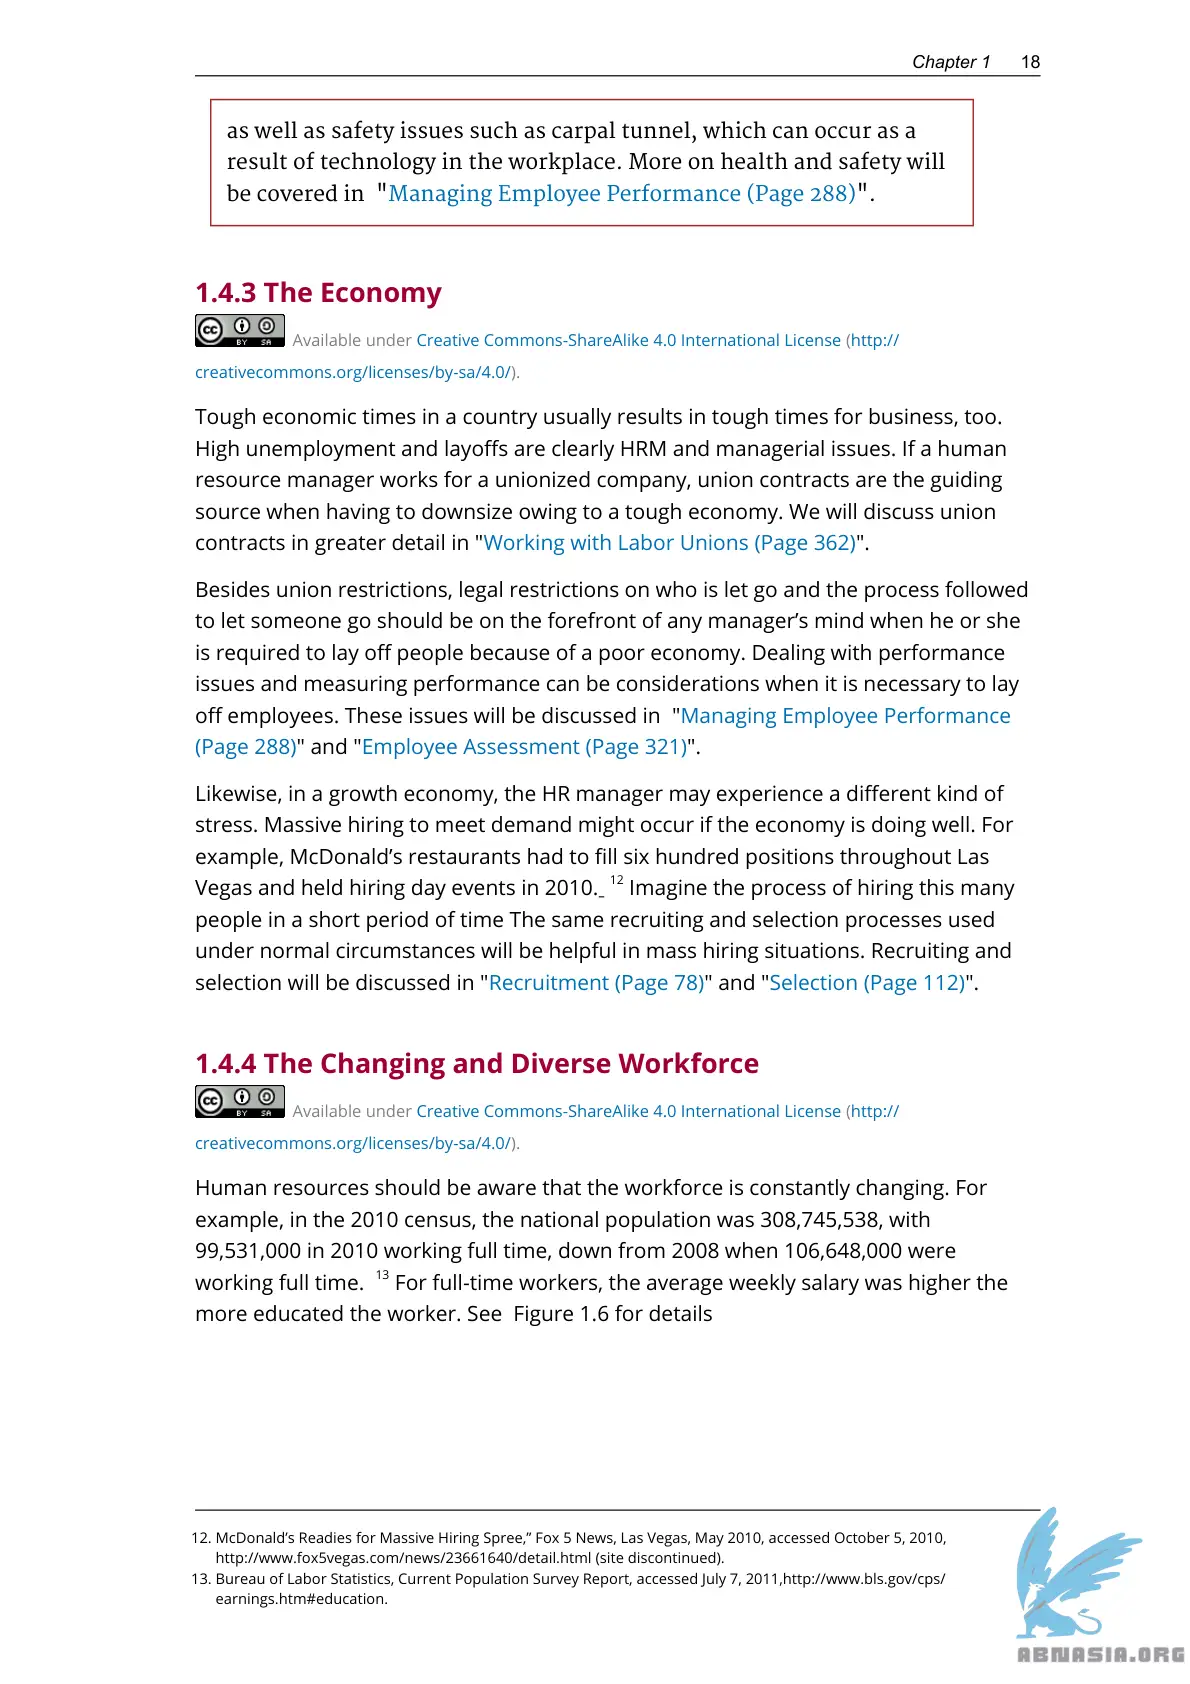 Chapter 1 18
as well as safety issues such as carpal tunnel, which can occur as a
result of technology in the workplace. More on health and safety will
be covered in "Managing Employee Performance (Page 288)".
1.4.3 The Economy
cc BY SA Available under Creative Commons-ShareAlike 4.0 International License (http://
creativecommons.org/licenses/by-sa/4.0/).
Tough economic times in a country usually results in tough times for business, too.
High unemployment and layoffs are clearly HRM and managerial issues. If a human
resource manager works for a unionized company, union contracts are the guiding
source when having to downsize owing to a tough economy. We will discuss union
contracts in greater detail in "Working with Labor Unions (Page 362)".
Besides union restrictions, legal restrictions on who is let go and the process followed
to let someone go should be on the forefront of any manager’s mind when he or she
is required to lay off people because of a poor economy. Dealing with performance
issues and measuring performance can be considerations when it is necessary to lay
off employees. These issues will be discussed in "Managing Employee Performance
(Page 288)" and "Employee Assessment (Page 321)".
Likewise, in a growth economy, the HR manager may experience a different kind of
stress. Massive hiring to meet demand might occur if the economy is doing well. For
example, McDonald’s restaurants had to fill six hundred positions throughout Las
Vegas and held hiring day events in 2010._ 12 Imagine the process of hiring this many
people in a short period of time The same recruiting and selection processes used
under normal circumstances will be helpful in mass hiring situations. Recruiting and
selection will be discussed in "Recruitment (Page 78)" and "Selection (Page 112)".
1.4.4 The Changing and Diverse Workforce
cc BY SA Available under Creative Commons-ShareAlike 4.0 International License (http://
creativecommons.org/licenses/by-sa/4.0/).
Human resources should be aware that the workforce is constantly changing. For
example, in the 2010 census, the national population was 308,745,538, with
99,531,000 in 2010 working full time, down from 2008 when 106,648,000 were
working full time. 13 For full-time workers, the average weekly salary was higher the
more educated the worker. See Figure 1.6 for details
12. McDonald’s Readies for Massive Hiring Spree,” Fox 5 News, Las Vegas, May 2010, accessed October 5, 2010,
http://www.fox5vegas.com/news/23661640/detail.html (site discontinued).
13. Bureau of Labor Statistics, Current Population Survey Report, accessed July 7, 2011,http://www.bls.gov/cps/
earnings.htm#education.
ABNASIA.ORG